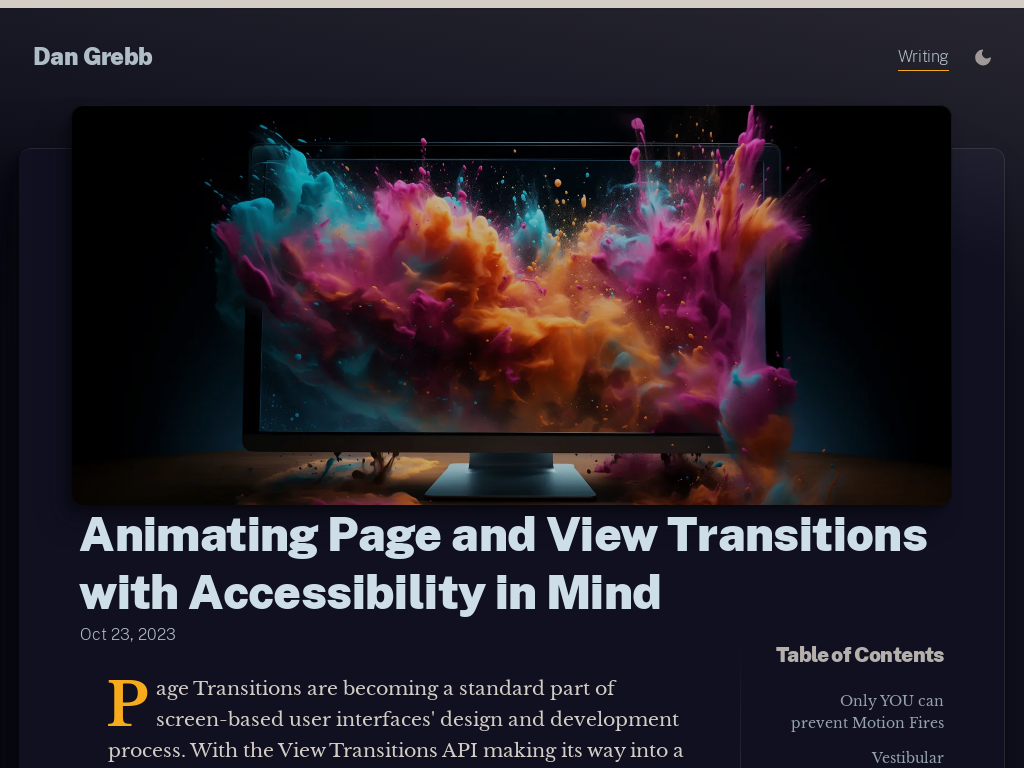 Dan Grebb
Writing
Animating Page and View Transitions
with Accessibility in Mind
Oct 23, 2023
Page Transitions are becoming a standard part of
screen-based user interfaces' design and development
process. With the View Transitions API making its way into a
Table of Contents
Only YOU can
prevent Motion Fires
Vestibular